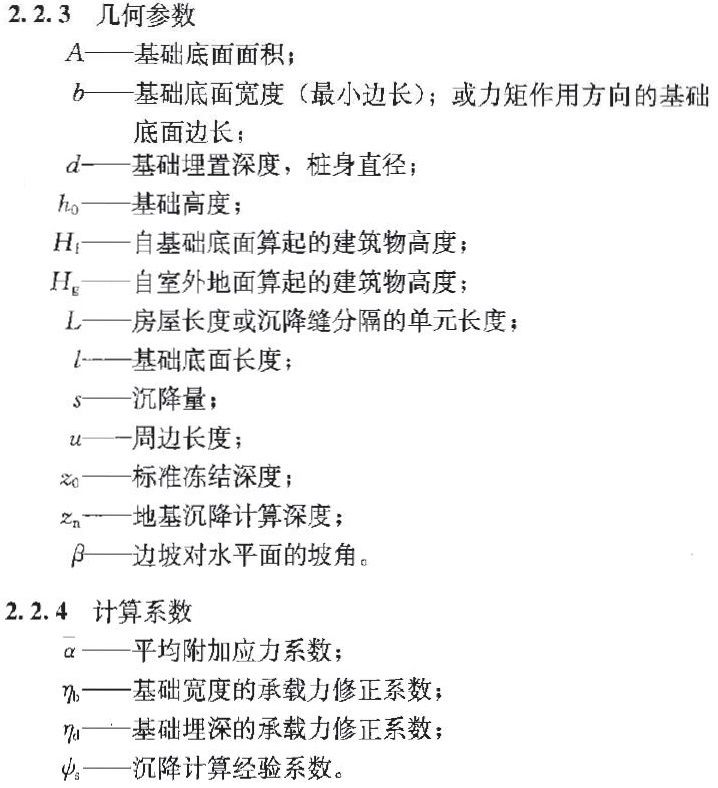 2.2.3 几何参数
A——基础底面面积；
b——基础底面宽度（最小边长）；或力矩作用方向的基础
底面边长；
d——基础埋置深度，桩身直径；
h₀——基础高度；
H_f——自基础底面算起的建筑物高度；
H_g——自室外地面算起的建筑物高度；
L——房屋长度或沉降缝分隔的单元长度；
l——基础底面长度；
s——沉降量；
u——周边长度；
z₀——标准冻结深度；
z_n——地基沉降计算深度；
β——边坡对水平面的坡角。
2.2.4 计算系数
ᾱ——平均附加应力系数；
η_b——基础宽度的承载力修正系数；
η_d——基础埋深的承载力修正系数；
ψ_s——沉降计算经验系数。